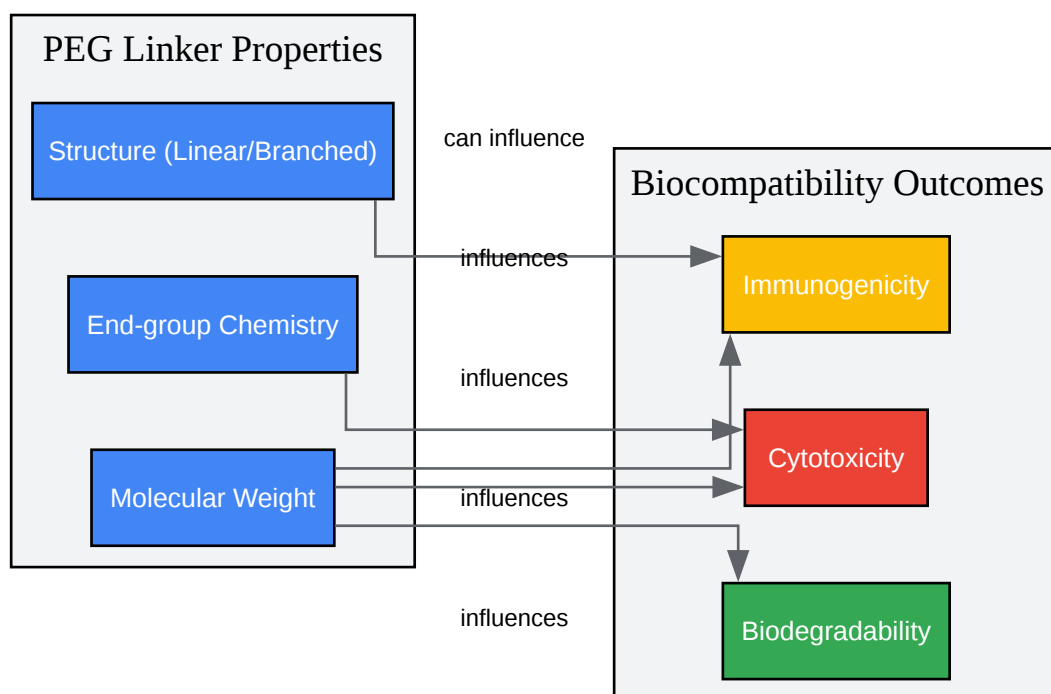 PEG Linker Properties
Structure (Linear/Branched)
End-group Chemistry
Molecular Weight
can influence
influences
influences
influences
influences
Biocompatibility Outcomes
Immunogenicity
Cytotoxicity
Biodegradability